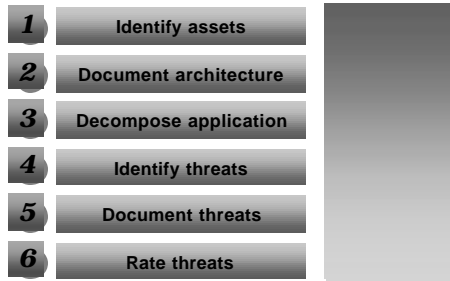 1 Identify assets
2 Document architecture
3 Decompose application
4 Identify threats
5 Document threats
6 Rate threats